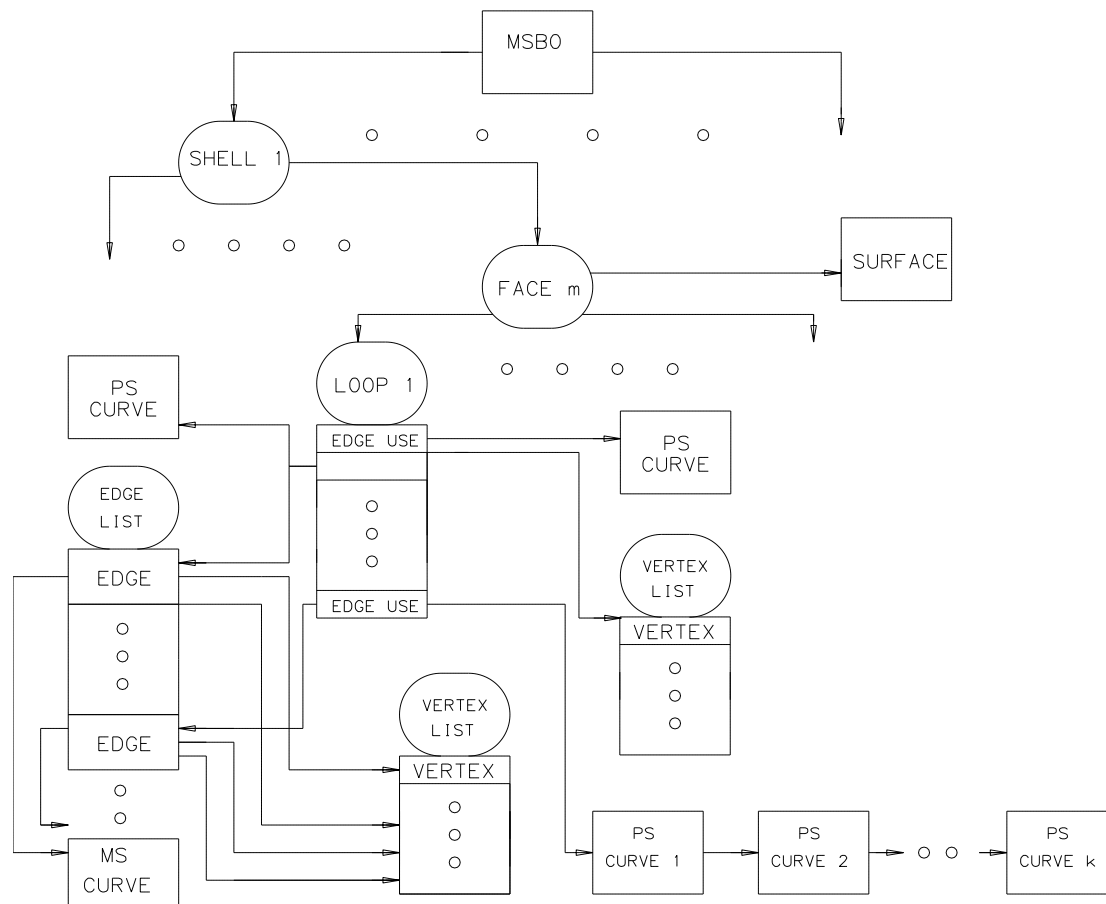 MSBO
SHELL 1
SURFACE
FACE m
LOOP 1
PS
CURVE
EDGE USE
PS
CURVE
EDGE
LIST
VERTEX
LIST
EDGE
EDGE USE
VERTEX
VERTEX
LIST
EDGE
VERTEX
MS
CURVE
PS
CURVE 1
PS
CURVE 2
PS
CURVE k